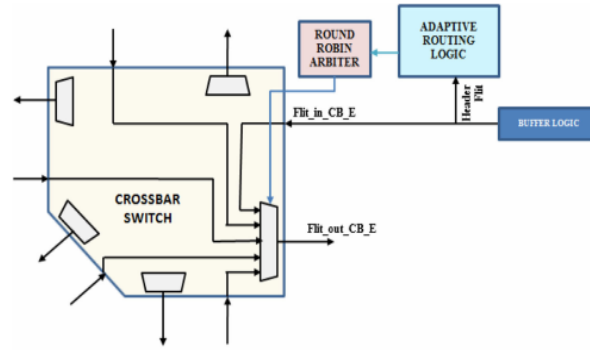 ROUND
ROBIN
ARBITER
ADAPTIVE
ROUTING
LOGIC
Header
Flit
Flit_in_CB_E
BUFFER LOGIC
CROSSBAR
SWITCH
Flit_out_CB_E